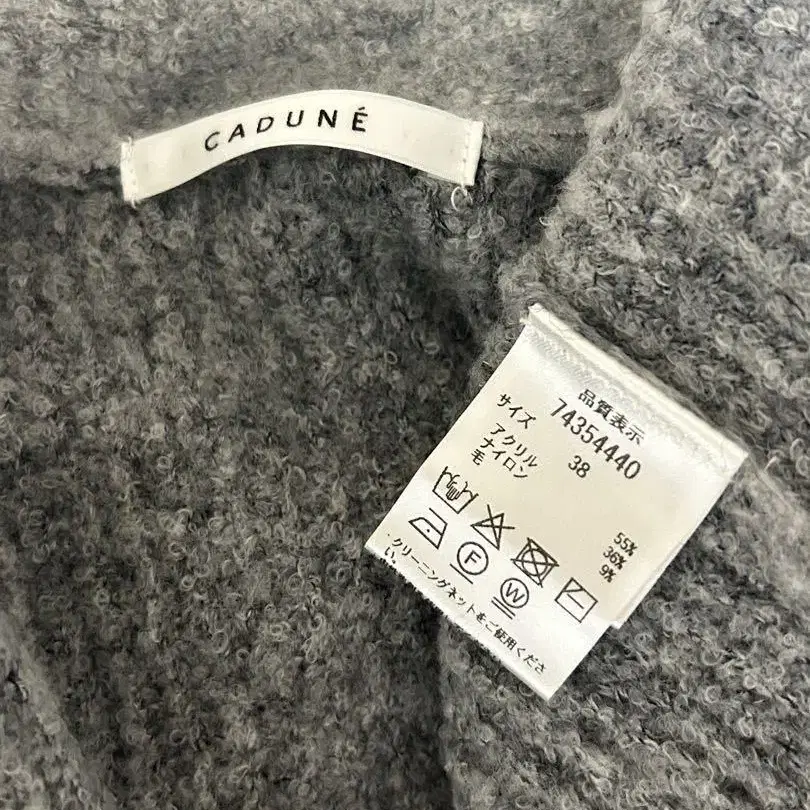 CADUNÉ
品質表示
74354440
サイズ 38
アクリル 55%
ナイロン 36%
毛 9%
F
W
・クリーニングネットをご使用くださ
い。